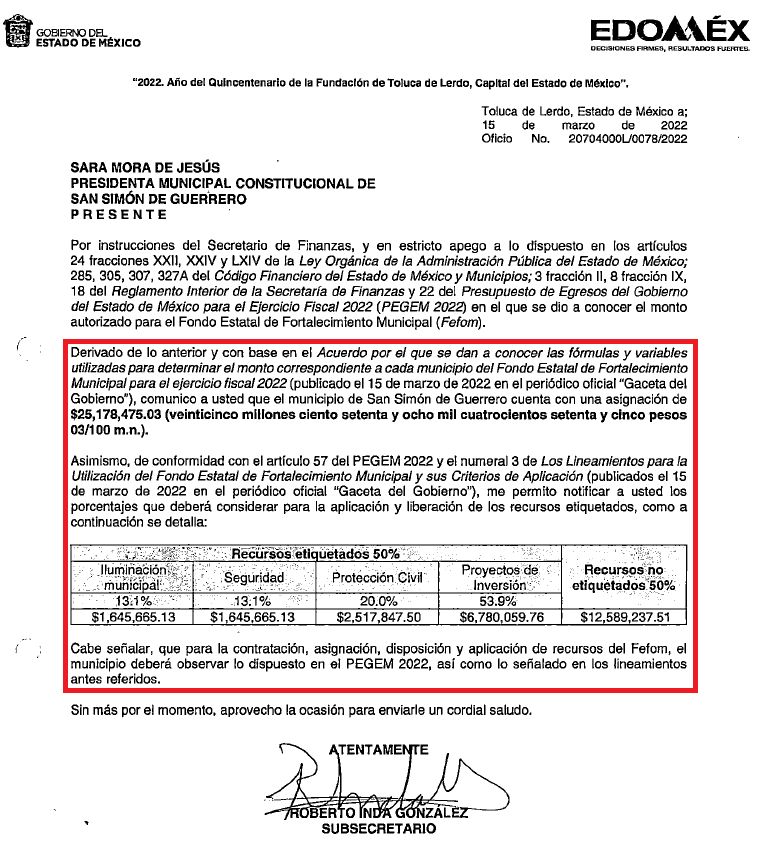 GOBIERNO DEL
ESTADO DE MÉXICO
EDOMÉX
DECISIONES FIRMES, RESULTADOS FUERTES.
"2022. Año del Quincentenario de la Fundación de Toluca de Lerdo, Capital del Estado de México".
Toluca de Lerdo, Estado de México a;
15 de marzo de 2022
Oficio No. 20704000L/0078/2022
SARA MORA DE JESÚS
PRESIDENTA MUNICIPAL CONSTITUCIONAL DE
SAN SIMÓN DE GUERRERO
P R E S E N T E
Por instrucciones del Secretario de Finanzas, y en estricto apego a lo dispuesto en los artículos
24 fracciones XXII, XXIV y LXIV de la Ley Orgánica de la Administración Pública del Estado de México;
285, 305, 307, 327A del Código Financiero del Estado de México y Municipios; 3 fracción II, 8 fracción IX,
18 del Reglamento Interior de la Secretaría de Finanzas y 22 del Presupuesto de Egresos del Gobierno
del Estado de México para el Ejercicio Fiscal 2022 (PEGEM 2022) en el que se dio a conocer el monto
autorizado para el Fondo Estatal de Fortalecimiento Municipal (Fefom).
Derivado de lo anterior y con base en el Acuerdo por el que se dan a conocer las fórmulas y variables
utilizadas para determinar el monto correspondiente a cada municipio del Fondo Estatal de Fortalecimiento
Municipal para el ejercicio fiscal 2022 (publicado el 15 de marzo de 2022 en el periódico oficial "Gaceta del
Gobierno"), comunico a usted que el municipio de San Simón de Guerrero cuenta con una asignación de
$25,178,475.03 (veinticinco millones ciento setenta y ocho mil cuatrocientos setenta y cinco pesos
03/100 m.n.).
Asimismo, de conformidad con el artículo 57 del PEGEM 2022 y el numeral 3 de Los Lineamientos para la
Utilización del Fondo Estatal de Fortalecimiento Municipal y sus Criterios de Aplicación (publicados el 15
de marzo de 2022 en el periódico oficial "Gaceta del Gobierno"), me permito notificar a usted los
porcentajes que deberá considerar para la aplicación y liberación de los recursos etiquetados, como a
continuación se detalla:
Recursos etiquetados 50%
Recursos no etiquetados 50%
Iluminación municipal Seguridad Protección Civil Proyectos de Inversión
13.1% 13.1% 20.0% 53.9%
$1,645,665.13 $1,645,665.13 $2,517,847.50 $6,780,059.76 $12,589,237.51
Cabe señalar, que para la contratación, asignación, disposición y aplicación de recursos del Fefom, el
municipio deberá observar lo dispuesto en el PEGEM 2022, así como lo señalado en los lineamientos
antes referidos.
Sin más por el momento, aprovecho la ocasión para enviarle un cordial saludo.
ATENTAMENTE
ROBERTO INDA GONZÁLEZ
SUBSECRETARIO